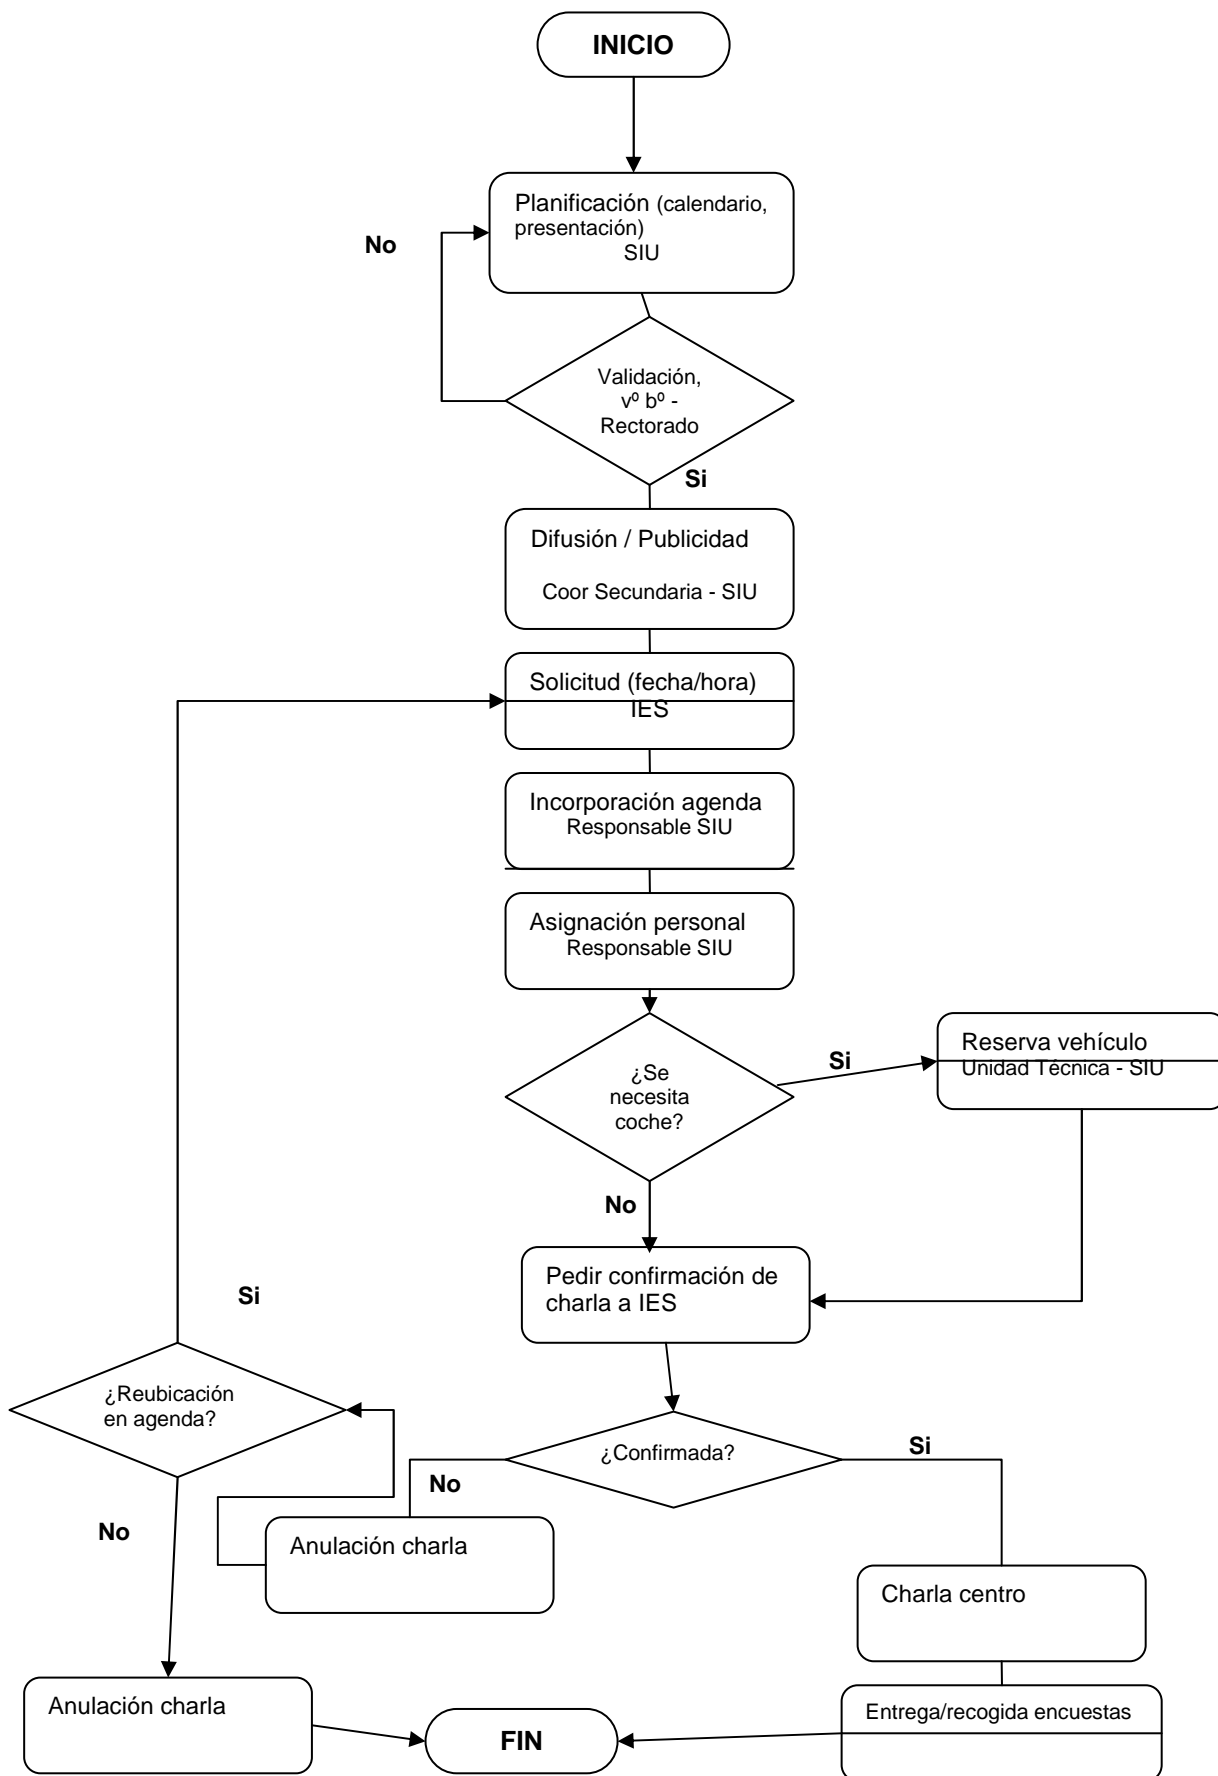 INICIO
Planificación (calendario,
presentación)
SIU
No
Validación,
vº bº -
Rectorado
Si
Difusión / Publicidad
Coor Secundaria - SIU
Solicitud (fecha/hora)
IES
Incorporación agenda
Responsable SIU
Asignación personal
Responsable SIU
¿Se
necesita
coche?
Si
Reserva vehículo
Unidad Técnica - SIU
No
Pedir confirmación de
charla a IES
Si
¿Reubicación
en agenda?
¿Confirmada?
Si
No
No
Anulación charla
Charla centro
Anulación charla
Entrega/recogida encuestas
FIN